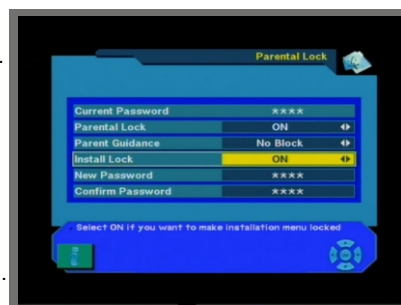 Parental Lock
Current Password ****
Parental Lock ON
Parent Guidance No Block
Install Lock ON
New Password ****
Confirm Password ****
Select ON if you want to make installation menu locked